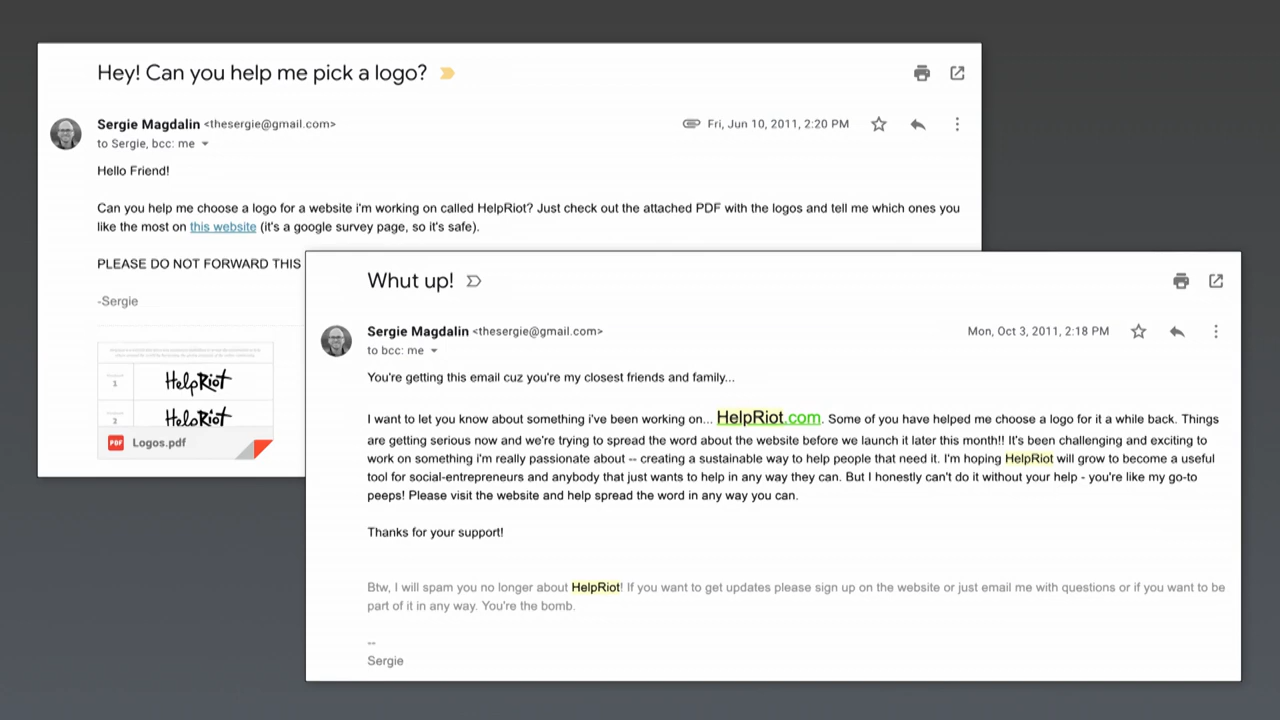 Hey! Can you help me pick a logo?
Sergie Magdalin <thesergie@gmail.com>
Fri, Jun 10, 2011, 2:20 PM
to Sergie, bcc: me
Hello Friend!
Can you help me choose a logo for a website i'm working on called HelpRiot? Just check out the attached PDF with the logos and tell me which ones you
like the most on this website (it's a google survey page, so it's safe).
PLEASE DO NOT FORWARD THIS
-Sergie
1
HelpRiot
2
HelpRiot
PDF Logos.pdf
Whut up!
Sergie Magdalin <thesergie@gmail.com>
Mon, Oct 3, 2011, 2:18 PM
to bcc: me
You're getting this email cuz you're my closest friends and family...
I want to let you know about something i've been working on... HelpRiot.com. Some of you have helped me choose a logo for it a while back. Things
are getting serious now and we're trying to spread the word about the website before we launch it later this month!! It's been challenging and exciting to
work on something i'm really passionate about -- creating a sustainable way to help people that need it. I'm hoping HelpRiot will grow to become a useful
tool for social-entrepreneurs and anybody that just wants to help in any way they can. But I honestly can't do it without your help - you're like my go-to
peeps! Please visit the website and help spread the word in any way you can.
Thanks for your support!
Btw, I will spam you no longer about HelpRiot! If you want to get updates please sign up on the website or just email me with questions or if you want to be
part of it in any way. You're the bomb.
--
Sergie